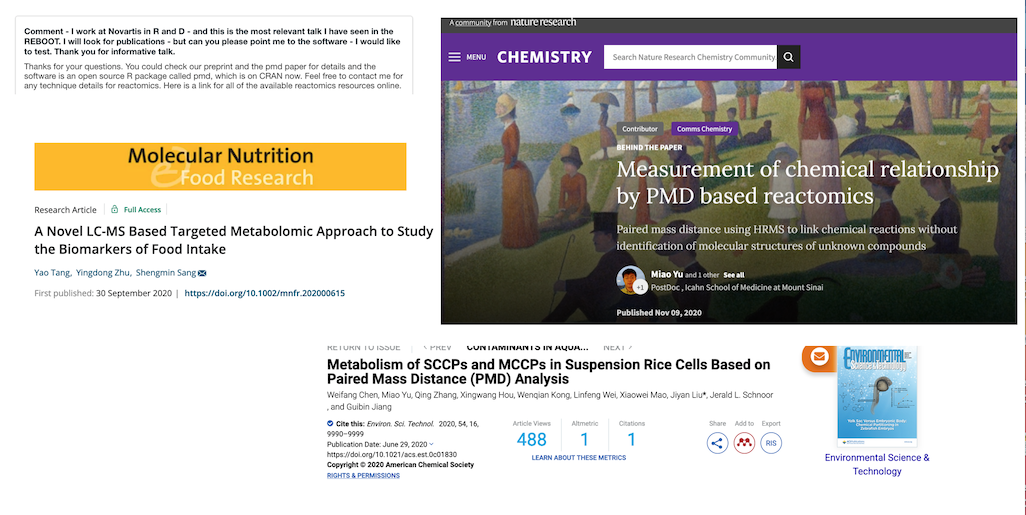 Comment - I work at Novartis in R and D - and this is the most relevant talk I have seen in the
REBOOT. I will look for publications - but can you please point me to the software - I would like
to test. Thank you for informative talk.
Thanks for your questions. You could check our preprint and the pmd paper for details and the
software is an open source R package called pmd, which is on CRAN now. Feel free to contact me for
any technique details for reactomics. Here is a link for all of the available reactomics resources online.
Molecular Nutrition
Food Research
Research Article
Full Access
A Novel LC-MS Based Targeted Metabolomic Approach to Study
the Biomarkers of Food Intake
Yao Tang, Yingdong Zhu, Shengmin Sang
First published: 30 September 2020 | https://doi.org/10.1002/mnfr.202000615
A community from nature research
MENU CHEMISTRY Search Nature Research Chemistry Community
Contributor Comms Chemistry
BEHIND THE PAPER
Measurement of chemical relationship
by PMD based reactomics
Paired mass distance using HRMS to link chemical reactions without
identification of molecular structures of unknown compounds
Miao Yu and 1 other See all
+1 PostDoc , Icahn School of Medicine at Mount Sinai
Published Nov 09, 2020
RETURN TO ISSUE < PREV CONTAMINANTS IN AQUA... NEXT >
Metabolism of SCCPs and MCCPs in Suspension Rice Cells Based on
Paired Mass Distance (PMD) Analysis
Weifang Chen, Miao Yu, Qing Zhang, Xingwang Hou, Wenqian Kong, Linfeng Wei, Xiaowei Mao, Jiyan Liu*, Jerald L. Schnoor
, and Guibin Jiang
Cite this: Environ. Sci. Technol. 2020, 54, 16,
9990–9999
Publication Date: June 29, 2020
https://doi.org/10.1021/acs.est.0c01830
Copyright © 2020 American Chemical Society
RIGHTS & PERMISSIONS
Article Views Altmetric Citations
488 1 1
LEARN ABOUT THESE METRICS
Share Add to Export
RIS
ENVIRONMENTAL
Science & Technology
Environmental Science &
Technology